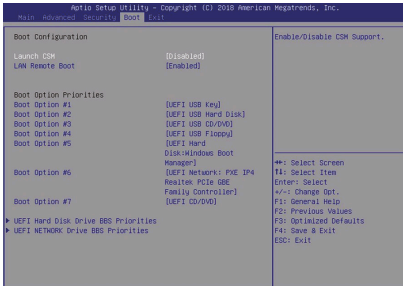 Aptio Setup Utility – Copyright (C) 2018 American Megatrends, Inc.
Main Advanced Security Boot Exit
Boot Configuration
Launch CSM [Disabled]
LAN Remote Boot [Enabled]
Boot Option Priorities
Boot Option #1 [UEFI USB Key]
Boot Option #2 [UEFI USB Hard Disk]
Boot Option #3 [UEFI USB CD/DVD]
Boot Option #4 [UEFI USB Floppy]
Boot Option #5 [UEFI Hard
Disk:Windows Boot
Manager]
Boot Option #6 [UEFI Network: PXE IP4
Realtek PCIe GBE
Family Controller]
Boot Option #7 [UEFI CD/DVD]
UEFI Hard Disk Drive BBS Priorities
UEFI NETWORK Drive BBS Priorities
Enable/Disable CSM Support.
↔: Select Screen
↑↓: Select Item
Enter: Select
+/-: Change Opt.
F1: General Help
F2: Previous Values
F3: Optimized Defaults
F4: Save & Exit
ESC: Exit